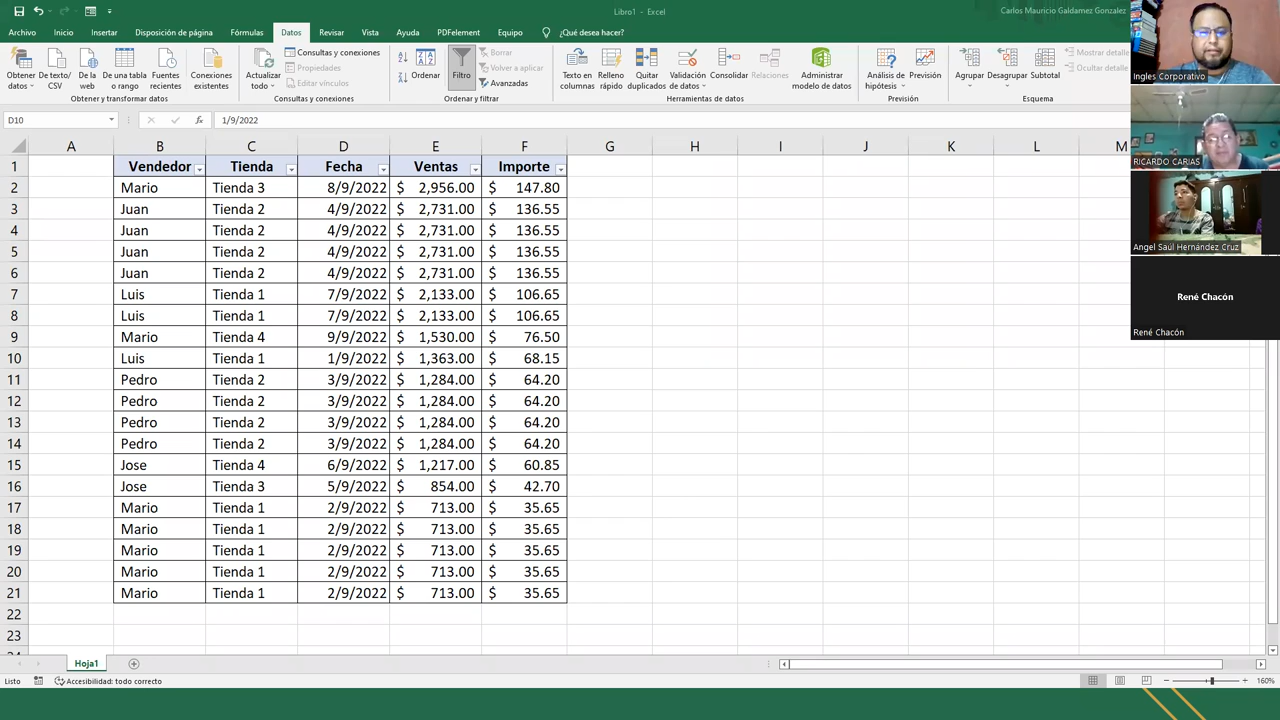 Libro1 - Excel
Carlos Mauricio Galdamez Gonzalez
Archivo Inicio Insertar Disposición de página Fórmulas Datos Revisar Vista Ayuda PDFelement Equipo ¿Qué desea hacer?
Obtener datos
De texto/CSV
De la web
De una tabla o rango
Fuentes recientes
Conexiones existentes
Obtener y transformar datos
Actualizar todo
Consultas y conexiones
Propiedades
Editar vínculos
Consultas y conexiones
Ordenar
Filtro
Borrar
Volver a aplicar
Avanzadas
Ordenar y filtrar
Texto en columnas
Relleno rápido
Quitar duplicados
Validación de datos
Consolidar
Relaciones
Administrar modelo de datos
Herramientas de datos
Análisis de hipótesis
Previsión
Previsión
Agrupar
Desagrupar
Subtotal
Mostrar detalle
Ocultar detalle
Esquema
D10 fx 1/9/2022
A B C D E F G H I J K L M
1 Vendedor Tienda Fecha Ventas Importe
2 Mario Tienda 3 8/9/2022 $ 2,956.00 $ 147.80
3 Juan Tienda 2 4/9/2022 $ 2,731.00 $ 136.55
4 Juan Tienda 2 4/9/2022 $ 2,731.00 $ 136.55
5 Juan Tienda 2 4/9/2022 $ 2,731.00 $ 136.55
6 Juan Tienda 2 4/9/2022 $ 2,731.00 $ 136.55
7 Luis Tienda 1 7/9/2022 $ 2,133.00 $ 106.65
8 Luis Tienda 1 7/9/2022 $ 2,133.00 $ 106.65
9 Mario Tienda 4 9/9/2022 $ 1,530.00 $ 76.50
10 Luis Tienda 1 1/9/2022 $ 1,363.00 $ 68.15
11 Pedro Tienda 2 3/9/2022 $ 1,284.00 $ 64.20
12 Pedro Tienda 2 3/9/2022 $ 1,284.00 $ 64.20
13 Pedro Tienda 2 3/9/2022 $ 1,284.00 $ 64.20
14 Pedro Tienda 2 3/9/2022 $ 1,284.00 $ 64.20
15 Jose Tienda 4 6/9/2022 $ 1,217.00 $ 60.85
16 Jose Tienda 3 5/9/2022 $ 854.00 $ 42.70
17 Mario Tienda 1 2/9/2022 $ 713.00 $ 35.65
18 Mario Tienda 1 2/9/2022 $ 713.00 $ 35.65
19 Mario Tienda 1 2/9/2022 $ 713.00 $ 35.65
20 Mario Tienda 1 2/9/2022 $ 713.00 $ 35.65
21 Mario Tienda 1 2/9/2022 $ 713.00 $ 35.65
22
23
Hoja1
Listo Accesibilidad: todo correcto 160%
Ingles Corporativo
RICARDO CARIAS
Angel Saúl Hernández Cruz
René Chacón
René Chacón